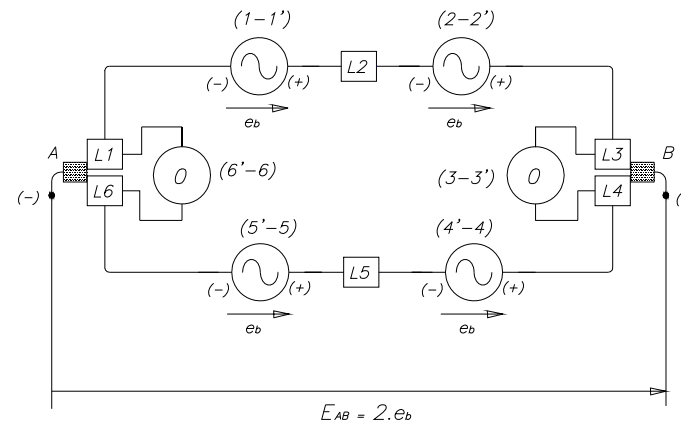 (1-1') (2-2')
(-) (+) L2 (-) (+)
eb eb
A L1 L3 B
0 (6'-6) (3-3') 0
(-) L6 L4 (
(5'-5) (4'-4)
(-) (+) L5 (-) (+)
eb eb
EAB = 2.eb